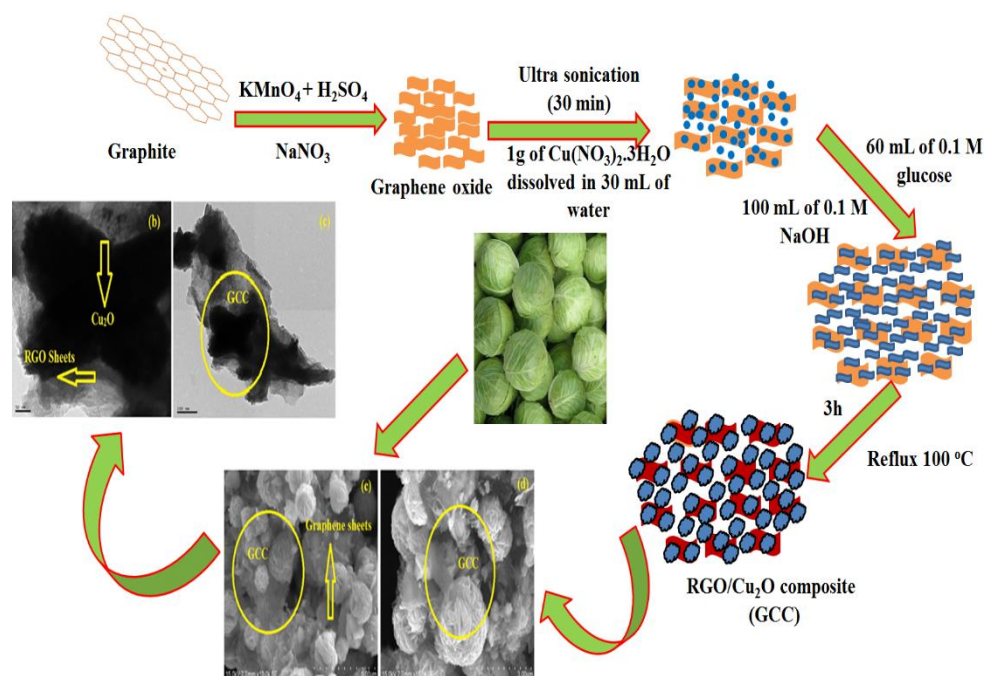 Graphite
KMnO₄ + H₂SO₄
NaNO₃
Graphene oxide
Ultra sonication
(30 min)
1g of Cu(NO₃)₂.3H₂O
dissolved in 30 mL of
water
60 mL of 0.1 M
glucose
100 mL of 0.1 M
NaOH
3h
Reflux 100 ⁰C
RGO/Cu₂O composite
(GCC)
(b)
Cu₂O
RGO Sheets
(c)
GCC
(c)
Graphene sheets
GCC
(d)
GCC